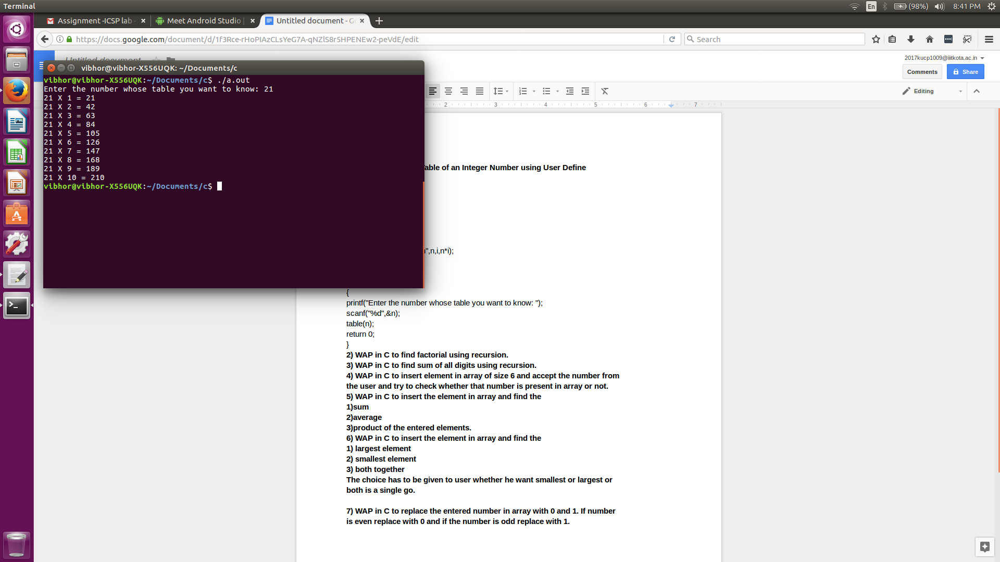 Terminal
En
(98%)
8:41 PM
Assignment -ICSP lab -
Meet Android Studio
Untitled document - G
https://docs.google.com/document/d/1f3Rce-rHoPIAzCLsYeG7A-qNZlS8r5HPENEw2-peVdE/edit
Search
Untitled document
2017kucp1009@iiitkota.ac.in
Comments
Share
vibhor@vibhor-X556UQK: ~/Documents/c
vibhor@vibhor-X556UQK:~/Documents/c$ ./a.out
Enter the number whose table you want to know: 21
21 X 1 = 21
21 X 2 = 42
21 X 3 = 63
21 X 4 = 84
21 X 5 = 105
21 X 6 = 126
21 X 7 = 147
21 X 8 = 168
21 X 9 = 189
21 X 10 = 210
vibhor@vibhor-X556UQK:~/Documents/c$
Editing
2 3 4 5 6 7
able of an Integer Number using User Define
",n,i,n*i);
{
printf("Enter the number whose table you want to know: ");
scanf("%d",&n);
table(n);
return 0;
}
2) WAP in C to find factorial using recursion.
3) WAP in C to find sum of all digits using recursion.
4) WAP in C to insert element in array of size 6 and accept the number from
the user and try to check whether that number is present in array or not.
5) WAP in C to insert the element in array and find the
1)sum
2)average
3)product of the entered elements.
6) WAP in C to insert the element in array and find the
1) largest element
2) smallest element
3) both together
The choice has to be given to user whether he want smallest or largest or
both is a single go.
7) WAP in C to replace the entered number in array with 0 and 1. If number
is even replace with 0 and if the number is odd replace with 1.